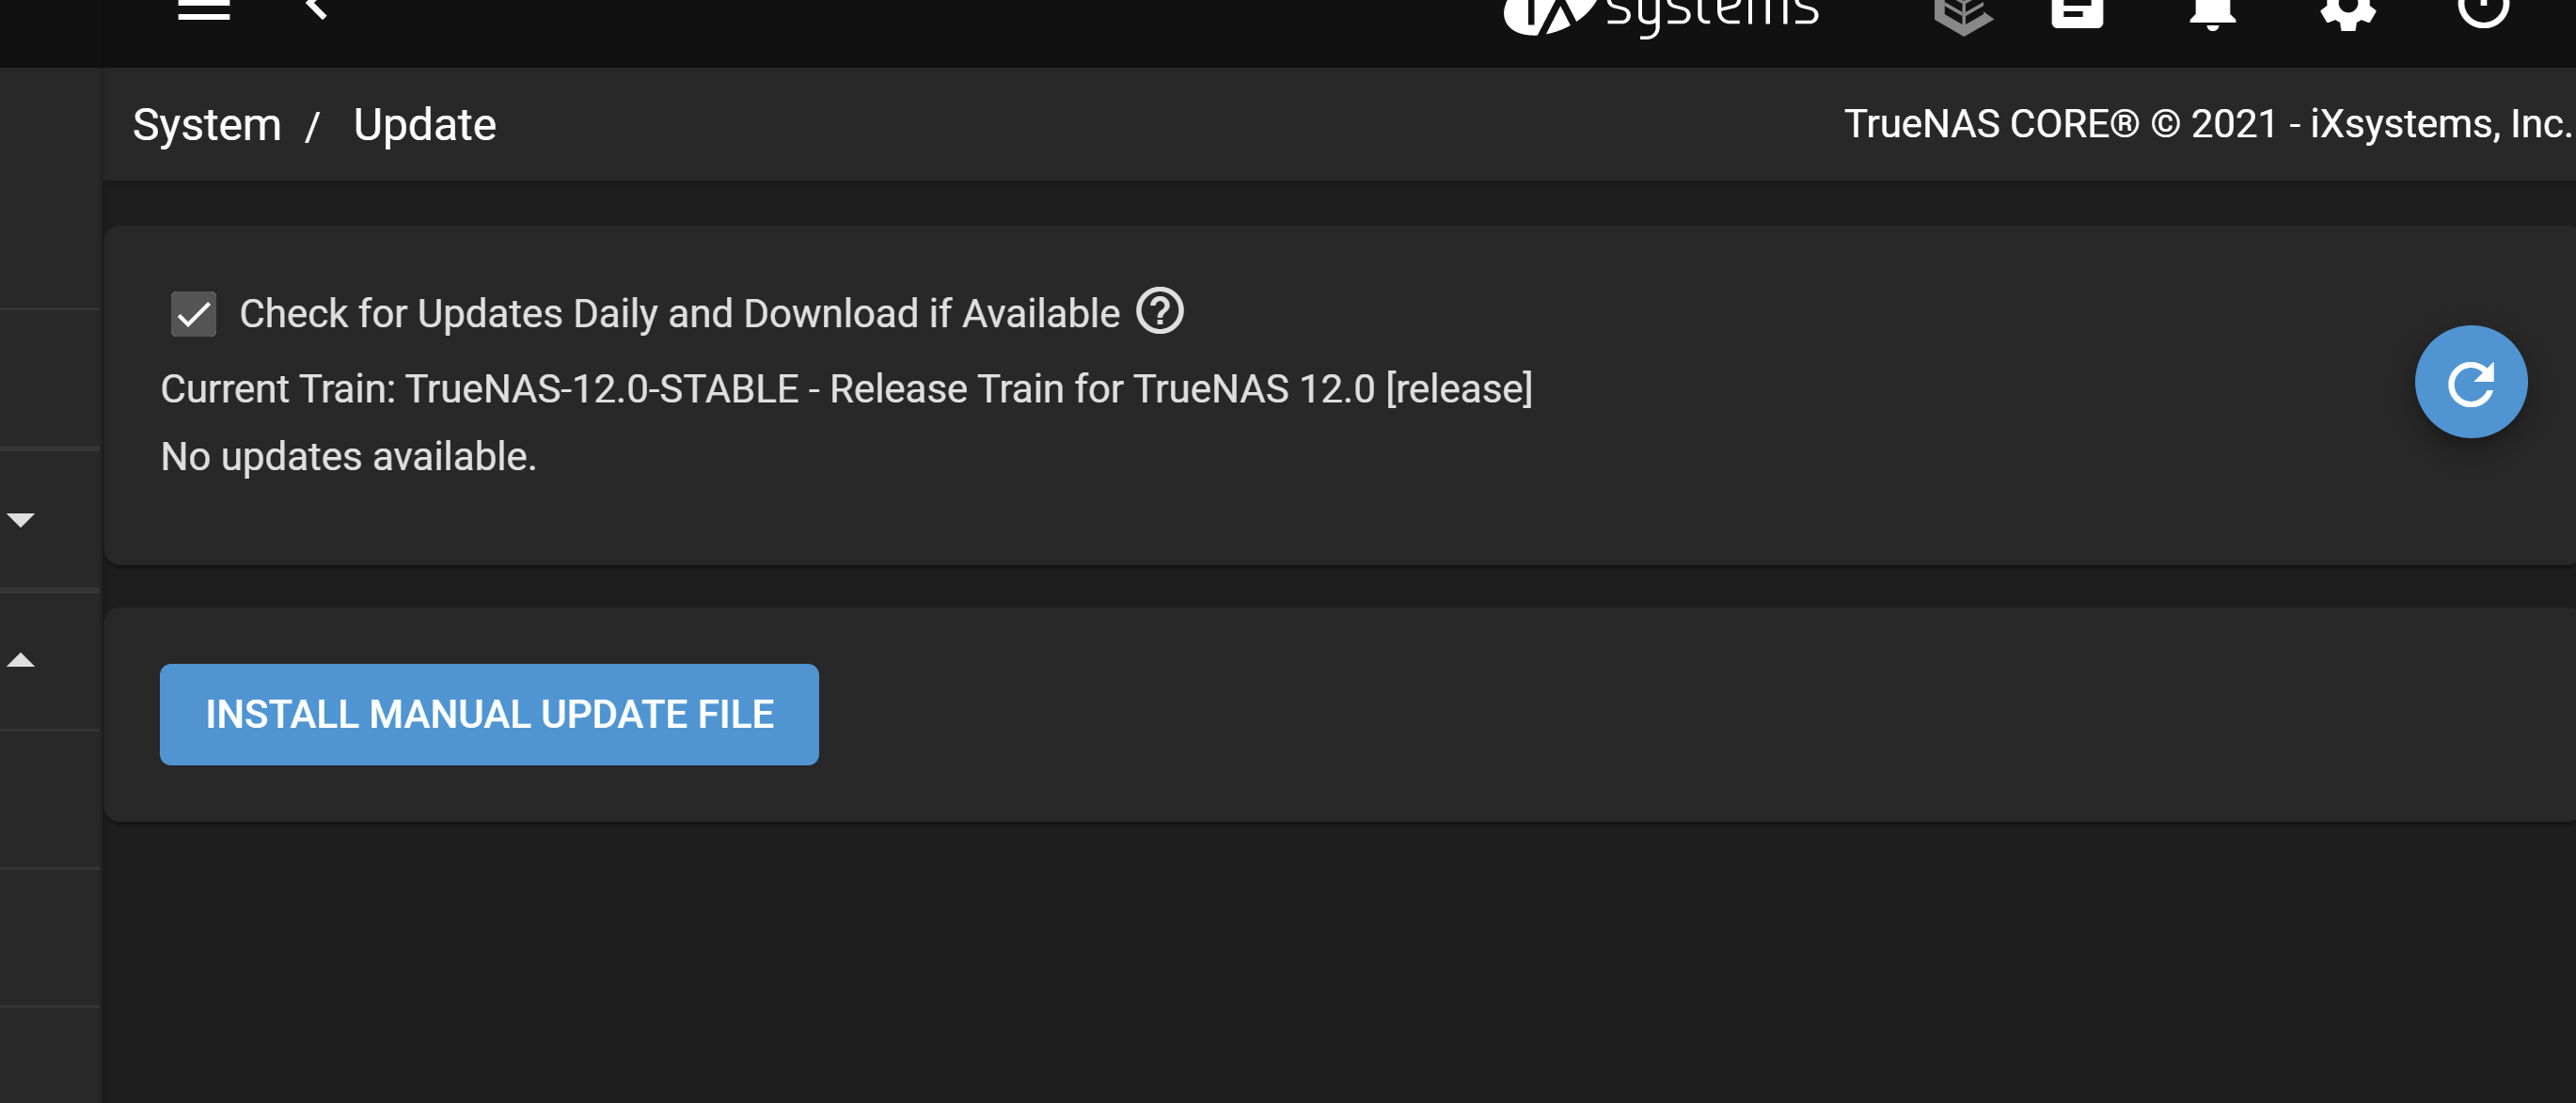 systems
System / Update
TrueNAS CORE® © 2021 - iXsystems, Inc.
Check for Updates Daily and Download if Available
Current Train: TrueNAS-12.0-STABLE - Release Train for TrueNAS 12.0 [release]
No updates available.
INSTALL MANUAL UPDATE FILE